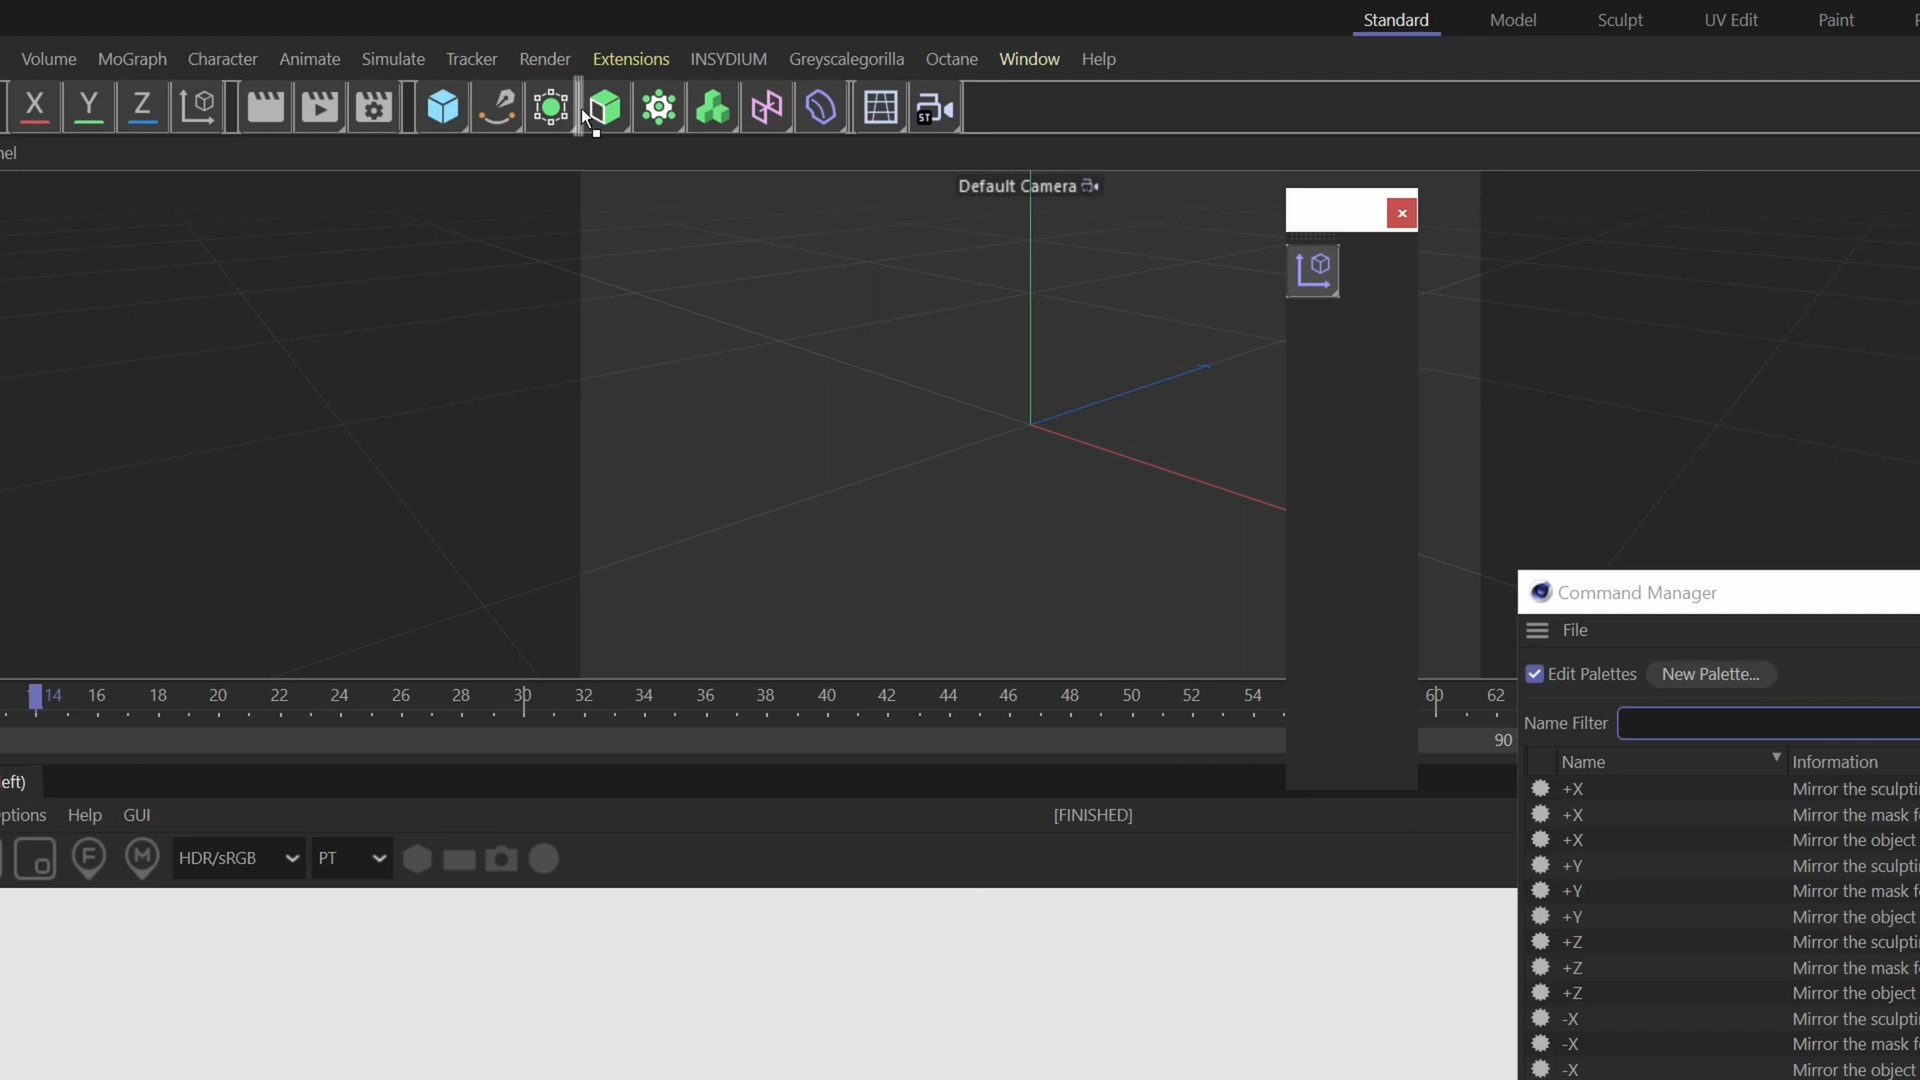 Standard Model Sculpt UV Edit Paint
Volume MoGraph Character Animate Simulate Tracker Render Extensions INSYDIUM Greyscalegorilla Octane Window Help
X Y Z ST
nel
Default Camera
x
Command Manager
File
Edit Palettes New Palette...
14 16 18 20 22 24 26 28 30 32 34 36 38 40 42 44 46 48 50 52 54 60 62
Name Filter
90
Name Information
eft)
+X Mirror the sculpti
ptions Help GUI [FINISHED]
+X Mirror the mask f
+X Mirror the object
F M HDR/sRGB PT
+Y Mirror the sculpti
+Y Mirror the mask f
+Y Mirror the object
+Z Mirror the sculpti
+Z Mirror the mask f
+Z Mirror the object
-X Mirror the sculpti
-X Mirror the mask f
-X Mirror the object